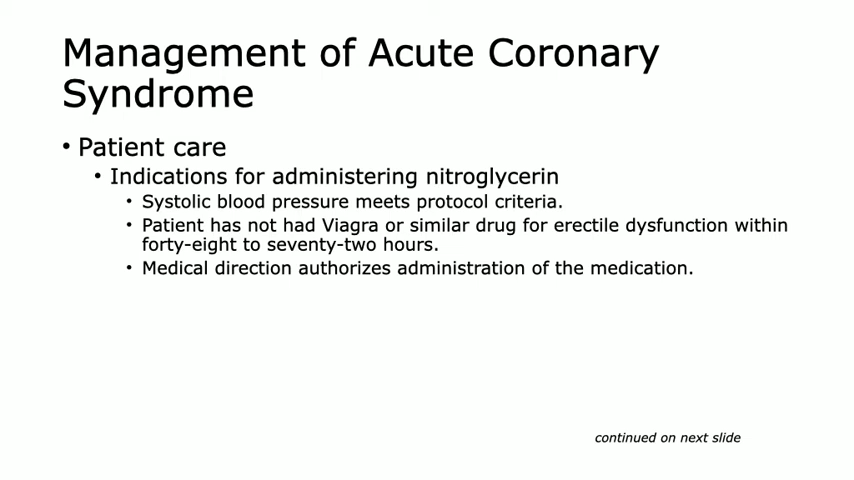 Management of Acute Coronary
Syndrome
• Patient care
• Indications for administering nitroglycerin
• Systolic blood pressure meets protocol criteria.
• Patient has not had Viagra or similar drug for erectile dysfunction within
forty-eight to seventy-two hours.
• Medical direction authorizes administration of the medication.
continued on next slide